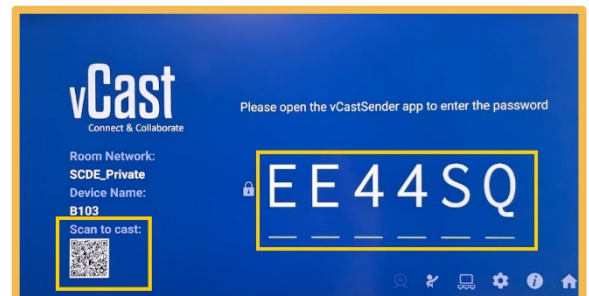 vCast
Connect & Collaborate
Please open the vCastSender app to enter the password
Room Network:
SCDE_Private
Device Name:
B103
Scan to cast:
EE44SQ